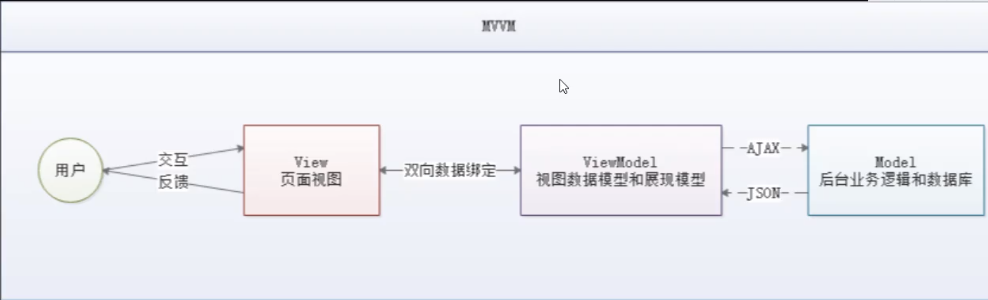 MVVM
用户
交互
反馈
View
页面视图
双向数据绑定
ViewModel
视图数据模型和展现模型
AJAX
JSON
Model
后台业务逻辑和数据库